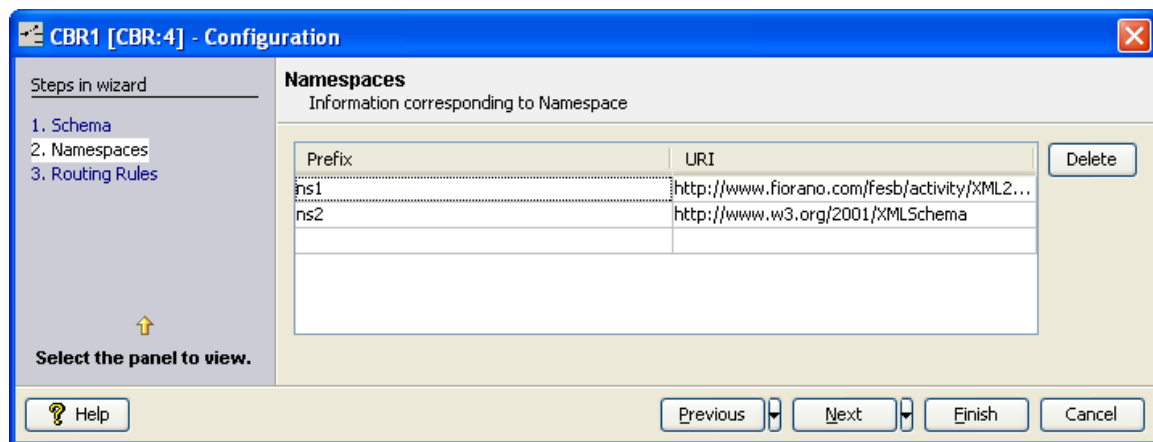 CBR1 [CBR:4] - Configuration
Steps in wizard
1. Schema
2. Namespaces
3. Routing Rules
Select the panel to view.
Namespaces
Information corresponding to Namespace
Prefix URI
ns1 http://www.fiorano.com/fesb/activity/XML2...
ns2 http://www.w3.org/2001/XMLSchema
Delete
Help Previous Next Finish Cancel